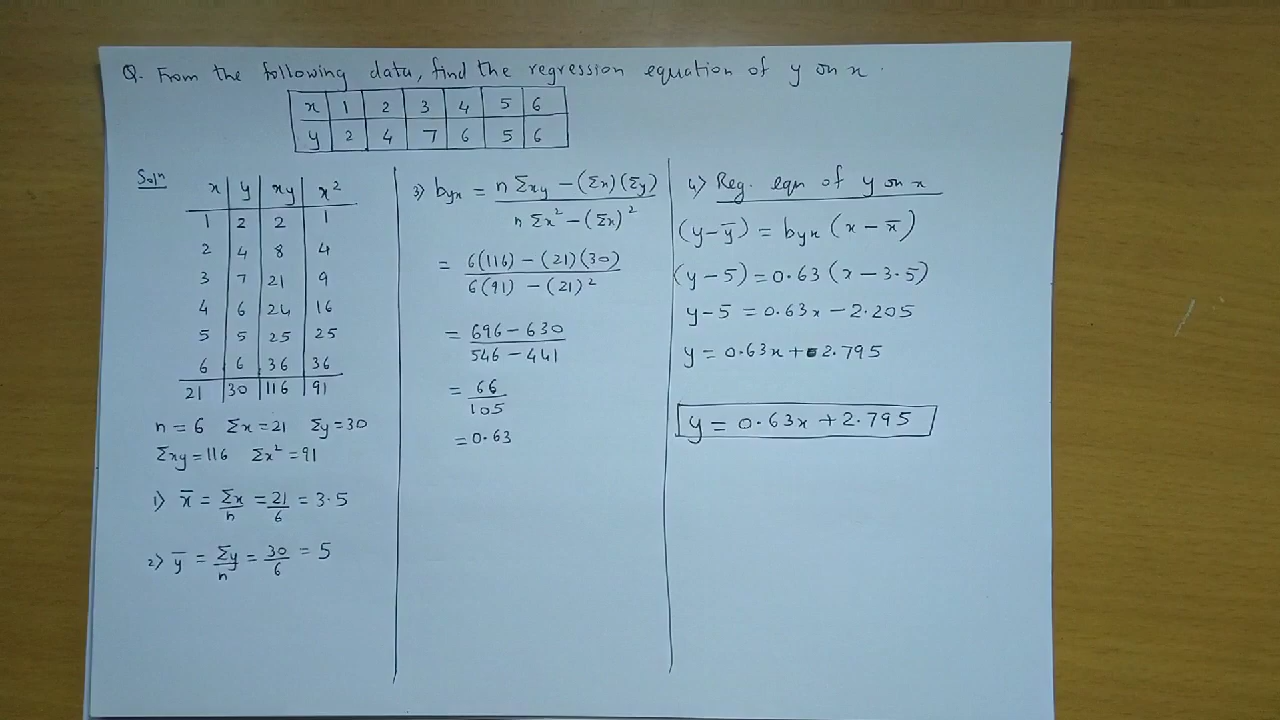 Q. From the following data, find the regression equation of y on x.
x 1 2 3 4 5 6
y 2 4 7 6 5 6
Soln
x y xy x²
1 2 2 1
2 4 8 4
3 7 21 9
4 6 24 16
5 5 25 25
6 6 36 36
21 30 116 91
n = 6 Σx = 21 Σy = 30
Σxy = 116 Σx² = 91
1) x̄ = Σx/n = 21/6 = 3.5
2) ȳ = Σy/n = 30/6 = 5
3) byx = n Σxy − (Σx)(Σy) / n Σx² − (Σx)²
= 6(116) − (21)(30) / 6(91) − (21)²
= 696 − 630 / 546 − 441
= 66 / 105
= 0.63
4) Reg. eqn of y on x
(y − ȳ) = byx (x − x̄)
(y − 5) = 0.63 (x − 3.5)
y − 5 = 0.63x − 2.205
y = 0.63x + 2.795
y = 0.63x + 2.795